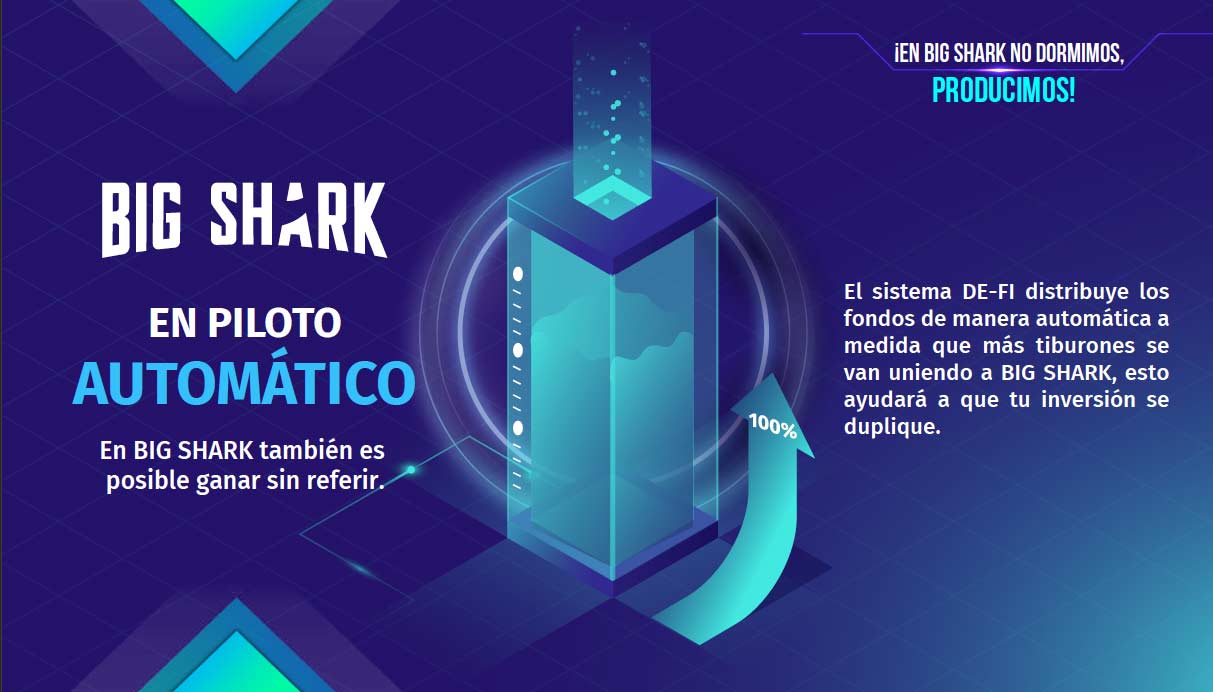 ¡EN BIG SHARK NO DORMIMOS,
PRODUCIMOS!
BIG SHARK
EN PILOTO
AUTOMÁTICO
En BIG SHARK también es
posible ganar sin referir.
100%
El sistema DE-FI distribuye los
fondos de manera automática a
medida que más tiburones se
van uniendo a BIG SHARK, esto
ayudará a que tu inversión se
duplique.